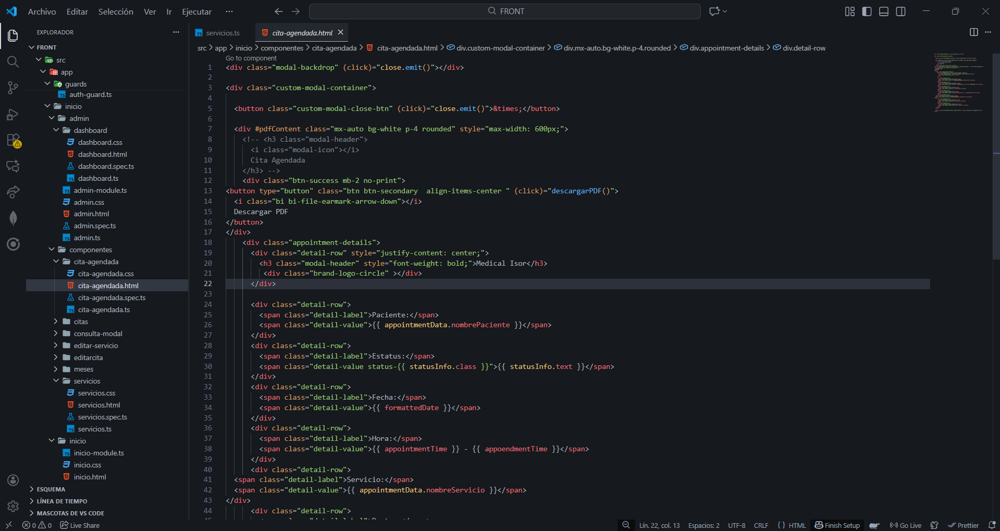 Archivo Editar Selección Ver Ir Ejecutar ··· FRONT
EXPLORADOR ···
FRONT
src
app
guards
auth-guard.ts
inicio
admin
dashboard
dashboard.css
dashboard.html
dashboard.spec.ts
dashboard.ts
admin-module.ts
admin.css
admin.html
admin.spec.ts
admin.ts
componentes
cita-agendada
cita-agendada.css
cita-agendada.html
cita-agendada.spec.ts
cita-agendada.ts
citas
consulta-modal
editar-servicio
editarcita
meses
servicios
servicios.css
servicios.html
servicios.spec.ts
servicios.ts
inicio
inicio-module.ts
inicio.css
inicio.html
ESQUEMA
LÍNEA DE TIEMPO
MASCOTAS DE VS CODE
servicios.ts cita-agendada.html
src > app > inicio > componentes > cita-agendada > cita-agendada.html > div.custom-modal-container > div.mx-auto.bg-white.p-4.rounded > div.appointment-details > div.detail-row
Go to component
1 <div class="modal-backdrop" (click)="close.emit()"></div>
2
3 <div class="custom-modal-container">
4
5 <button class="custom-modal-close-btn" (click)="close.emit()">&times;</button>
6
7 <div #pdfContent class="mx-auto bg-white p-4 rounded" style="max-width: 600px;">
8 <!-- <h3 class="modal-header">
9 <i class="modal-icon"></i>
10 Cita Agendada
11 </h3> -->
12 <div class="btn-success mb-2 no-print">
13 <button type="button" class="btn btn-secondary  align-items-center " (click)="descargarPDF()">
14 <i class="bi bi-file-earmark-arrow-down"></i>
15 Descargar PDF
16 </button>
17 </div>
18 <div class="appointment-details">
19 <div class="detail-row" style="justify-content: center;">
20 <h3 class="modal-header" style="font-weight: bold;">Medical Isor</h3>
21 <div class="brand-logo-circle" ></div>
22 </div>
23
24 <div class="detail-row">
25 <span class="detail-label">Paciente:</span>
26 <span class="detail-value">{{ appointmentData.nombrePaciente }}</span>
27 </div>
28 <div class="detail-row">
29 <span class="detail-label">Estatus:</span>
30 <span class="detail-value status-{{ statusInfo.class }}">{{ statusInfo.text }}</span>
31 </div>
32 <div class="detail-row">
33 <span class="detail-label">Fecha:</span>
34 <span class="detail-value">{{ formattedDate }}</span>
35 </div>
36 <div class="detail-row">
37 <span class="detail-label">Hora:</span>
38 <span class="detail-value">{{ appointmentTime }} - {{ appoendmentTime }}</span>
39 </div>
40 <div class="detail-row">
41 <span class="detail-label">Servicio:</span>
42 <span class="detail-value">{{ appointmentData.nombreServicio }}</span>
43 </div>
44 <div class="detail-row">
0 0 Live Share Lín. 22, col. 13 Espacios: 2 UTF-8 CRLF { } HTML Finish Setup Go Live Prettier